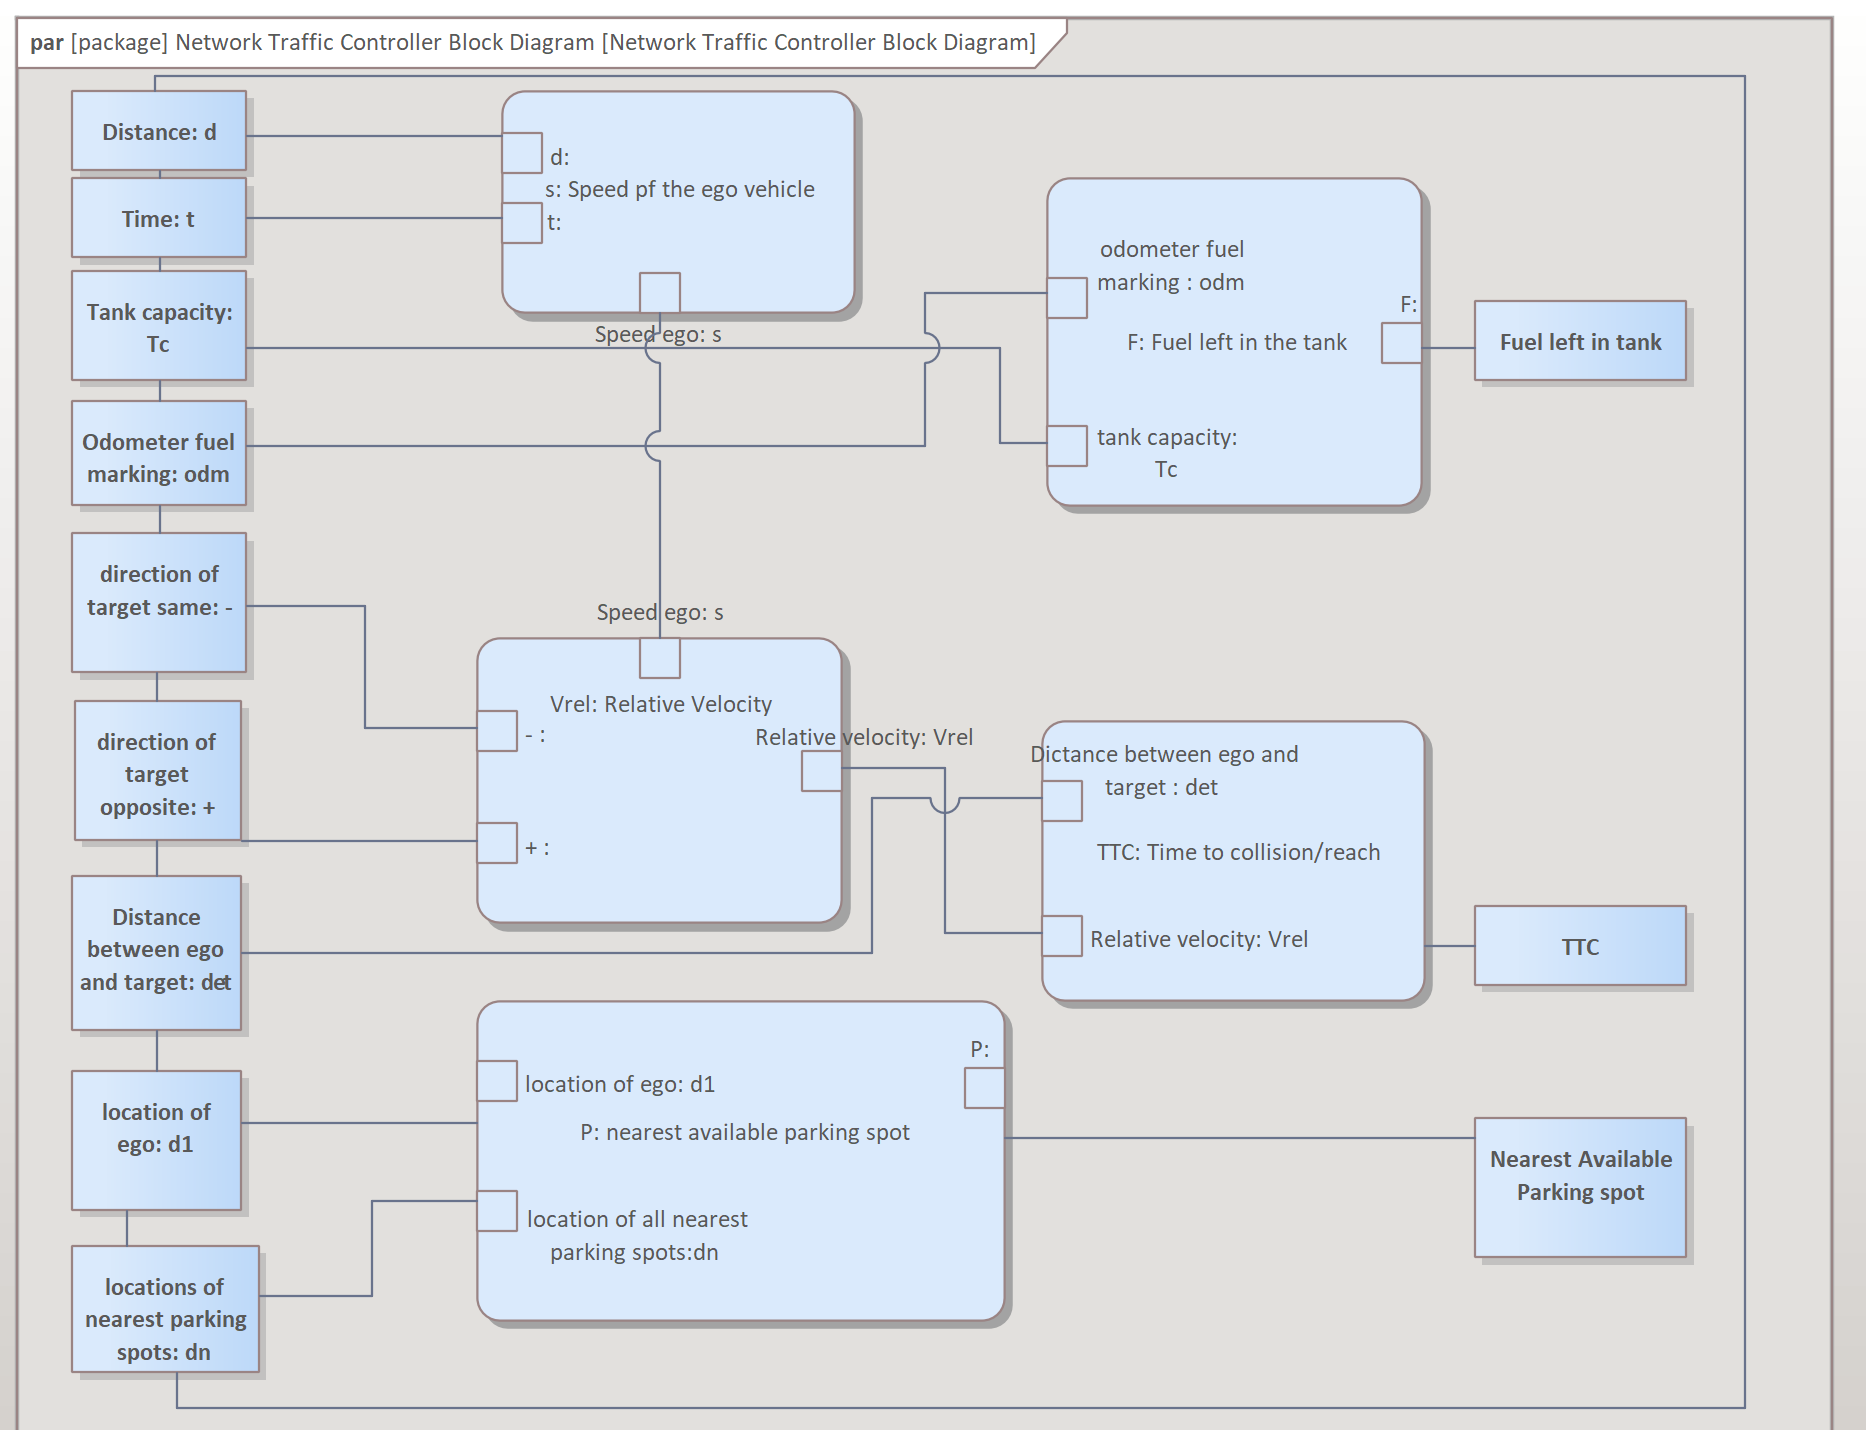 par [package] Network Traffic Controller Block Diagram [Network Traffic Controller Block Diagram]
Distance: d
Time: t
Tank capacity:
Tc
Odometer fuel
marking: odm
direction of
target same: -
direction of
target
opposite: +
Distance
between ego
and target: det
location of
ego: d1
locations of
nearest parking
spots: dn
d:
s: Speed pf the ego vehicle
t:
Speed ego: s
odometer fuel
marking : odm
F:
F: Fuel left in the tank
tank capacity:
Tc
Fuel left in tank
Speed ego: s
Vrel: Relative Velocity
- :
Relative velocity: Vrel
+ :
Dictance between ego and
target : det
TTC: Time to collision/reach
Relative velocity: Vrel
TTC
P:
location of ego: d1
P: nearest available parking spot
location of all nearest
parking spots:dn
Nearest Available
Parking spot